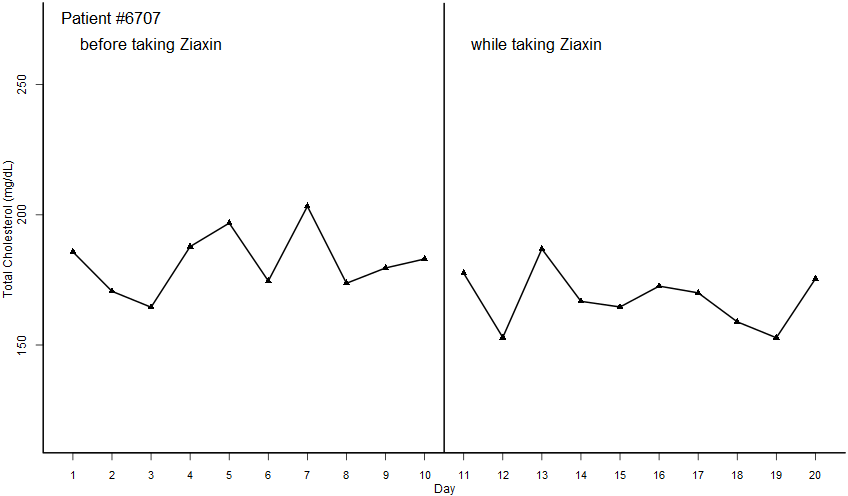 Patient #6707
before taking Ziaxin
while taking Ziaxin
250
200
150
Total Cholesterol (mg/dL)
1 2 3 4 5 6 7 8 9 10 11 12 13 14 15 16 17 18 19 20
Day